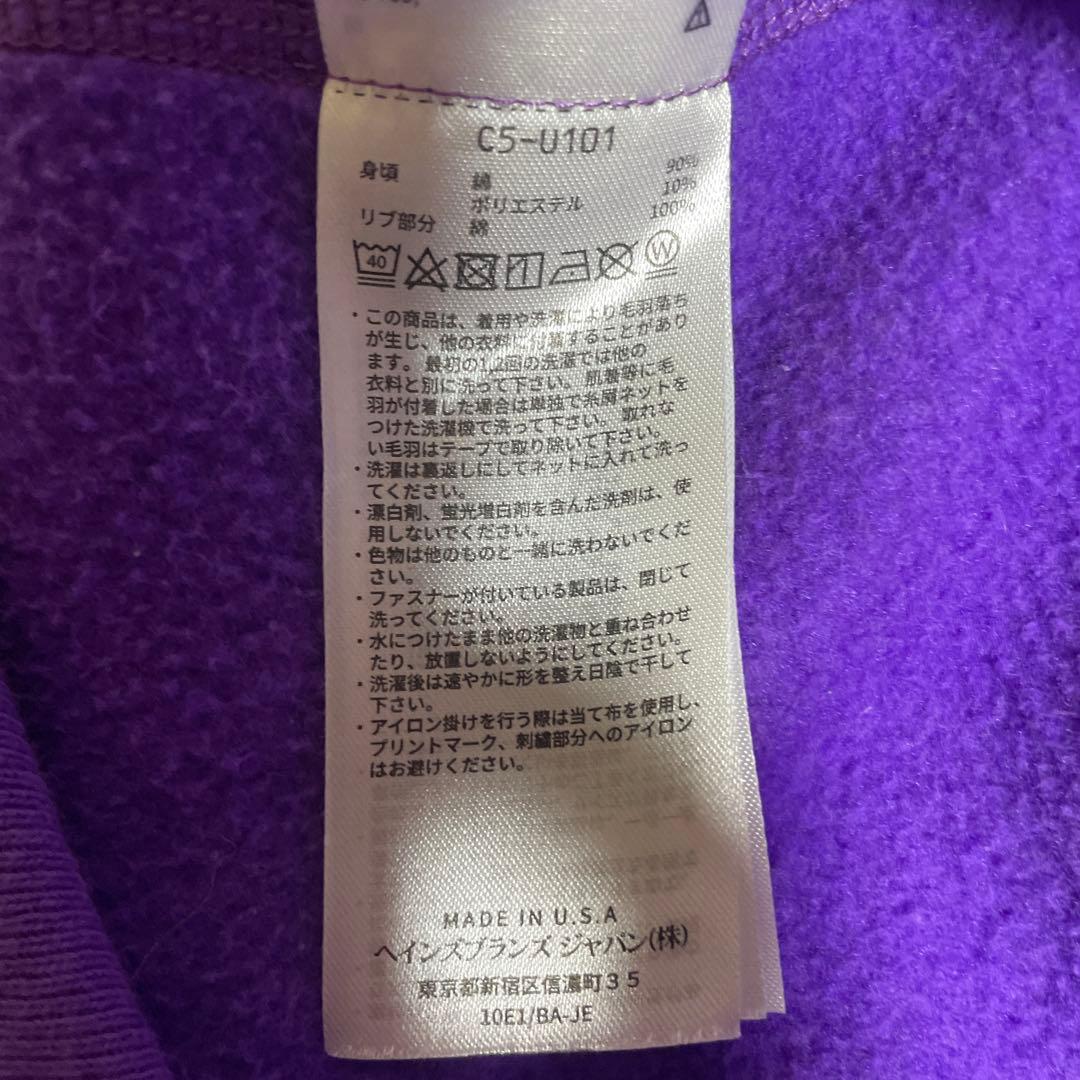 C5-U101
身頃 綿 90%
ポリエステル 10%
リブ部分 綿 100%
40 W
・この商品は、着用や洗濯により毛羽落ち
が生じ、他の衣料に付着することがあり
ます。最初の1,2回の洗濯では他の
衣料と別に洗って下さい。肌着等に毛
羽が付着した場合は単独で糸屑ネットを
つけた洗濯機で洗って下さい。取れな
い毛羽はテープで取り除いて下さい。
・洗濯は裏返しにしてネットに入れて洗っ
てください。
・漂白剤、蛍光増白剤を含んだ洗剤は、使
用しないでください。
・色物は他のものと一緒に洗わないでくだ
さい。
・ファスナーが付いている製品は、閉じて
洗ってください。
・水につけたまま他の洗濯物と重ね合わせ
たり、放置しないようにしてください。
・洗濯後は速やかに形を整え日陰で干して
下さい。
・アイロン掛けを行う際は当て布を使用し、
プリントマーク、刺繍部分へのアイロン
はお避けください。
MADE IN U.S.A
ヘインズブランズ ジャパン(株)
東京都新宿区信濃町35
10E1/BA-JE